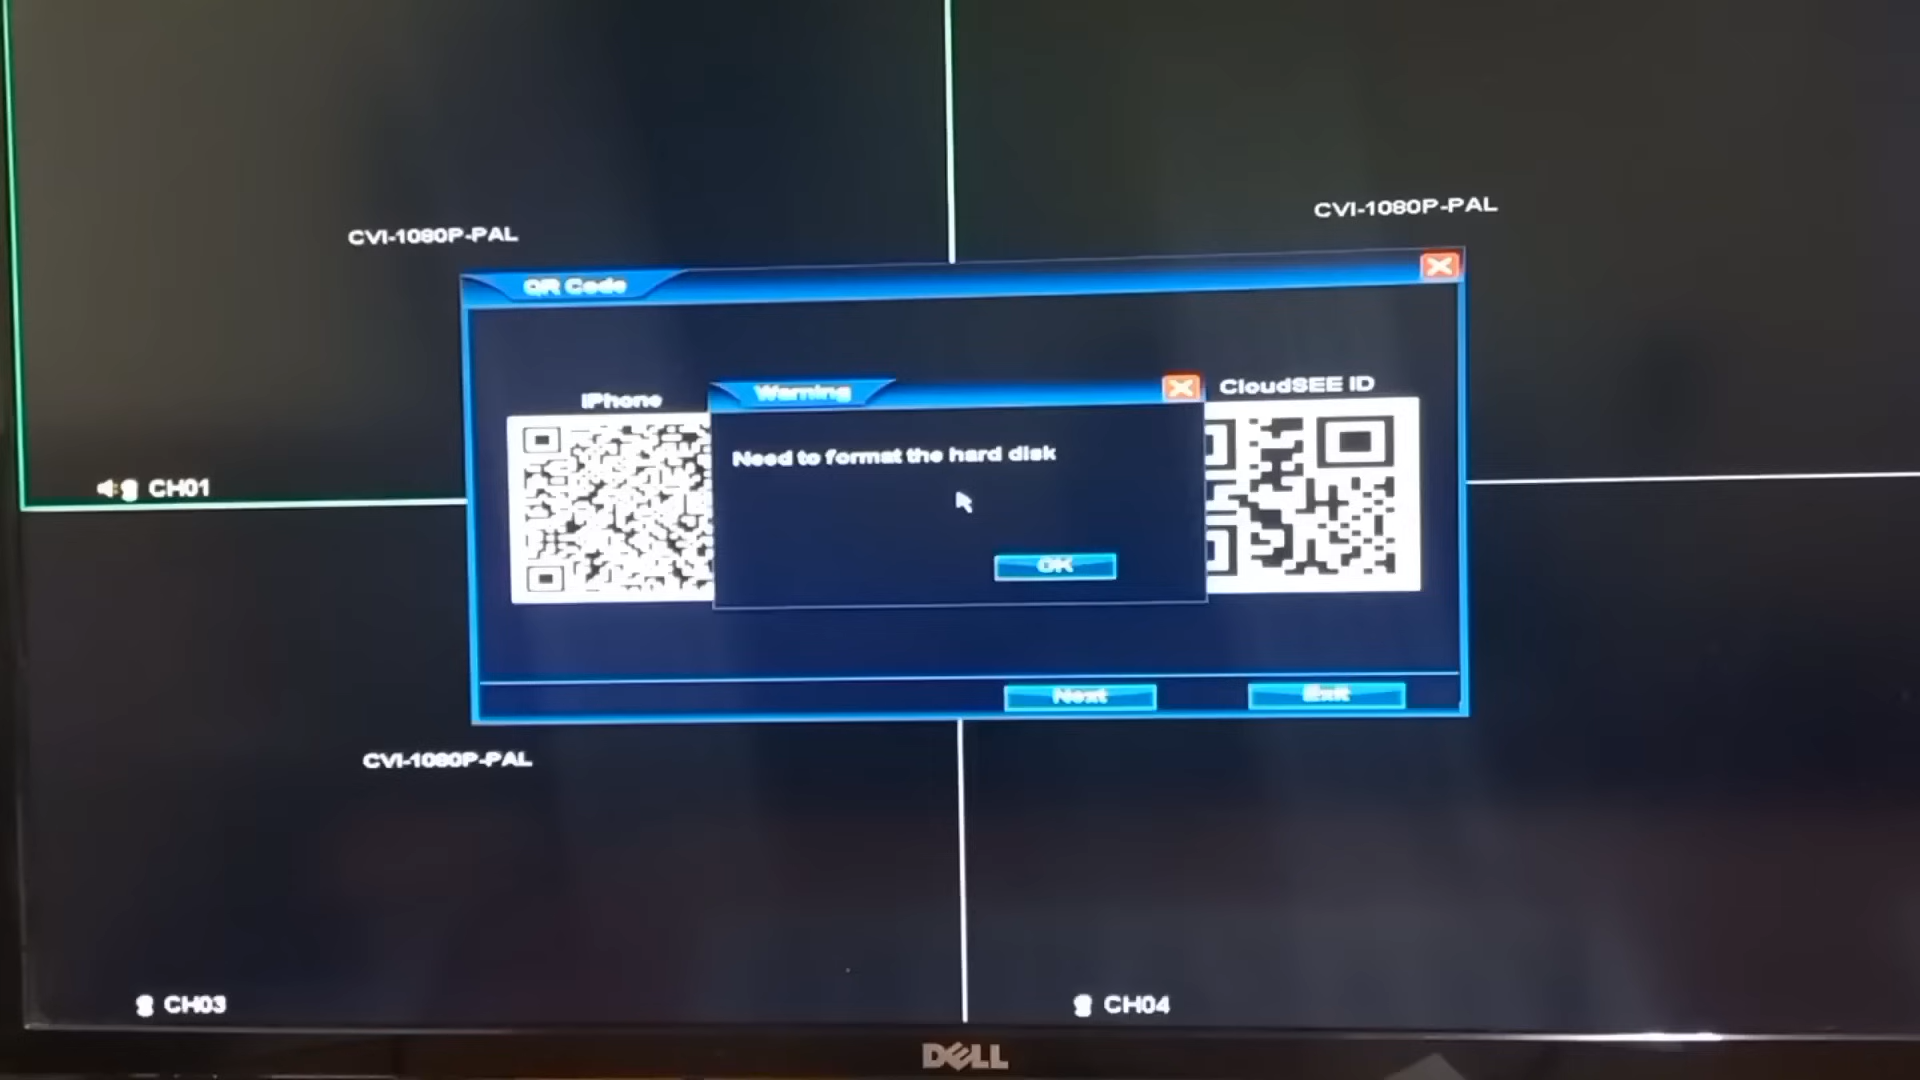 CVI-1080P-PAL
CVI-1080P-PAL
QR Code
iPhone
CloudSEE ID
Warning
Need to format the hard disk
OK
CH01
Next
Exit
CVI-1080P-PAL
CH03
CH04
DELL